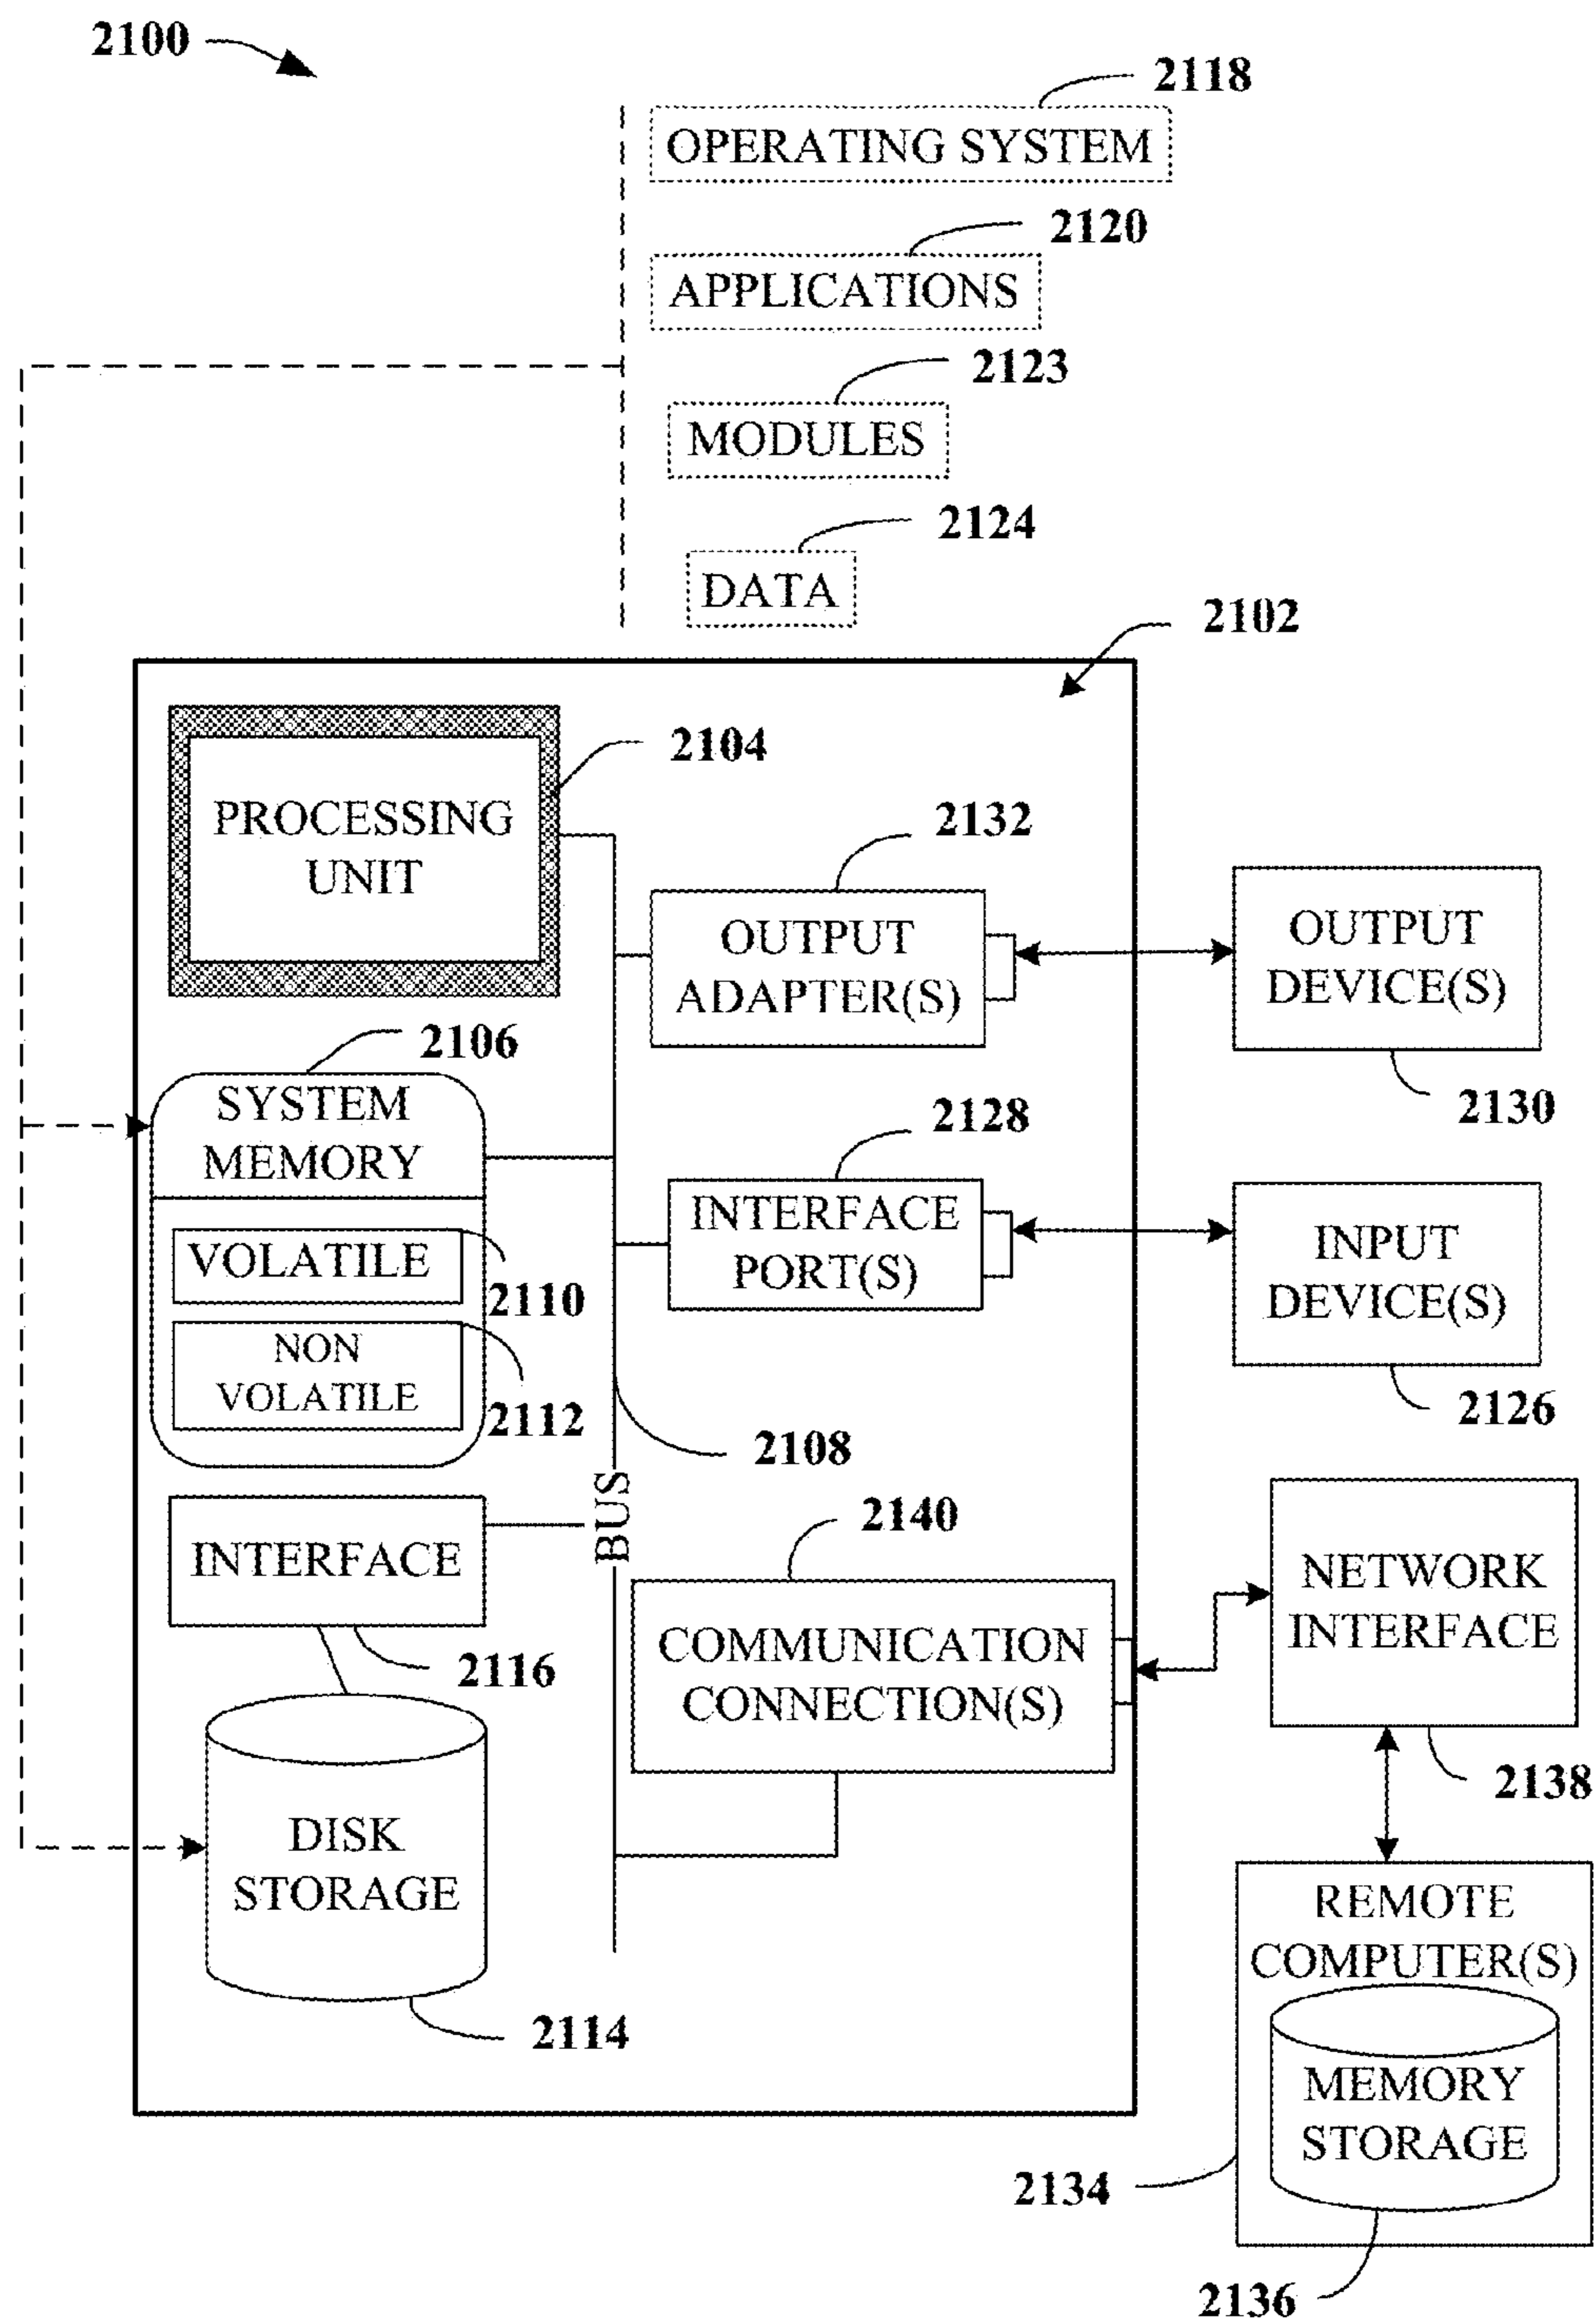 2100
2118
OPERATING SYSTEM
2120
APPLICATIONS
2123
MODULES
2124
DATA
2102
2104
PROCESSING
UNIT
2132
OUTPUT
ADAPTER(S)
OUTPUT
DEVICE(S)
2130
2106
SYSTEM
MEMORY
VOLATILE
2110
NON
VOLATILE
2112
2128
INTERFACE
PORT(S)
INPUT
DEVICE(S)
2126
2108
BUS
INTERFACE
2116
2140
COMMUNICATION
CONNECTION(S)
NETWORK
INTERFACE
2138
DISK
STORAGE
2114
REMOTE
COMPUTER(S)
MEMORY
STORAGE
2134
2136